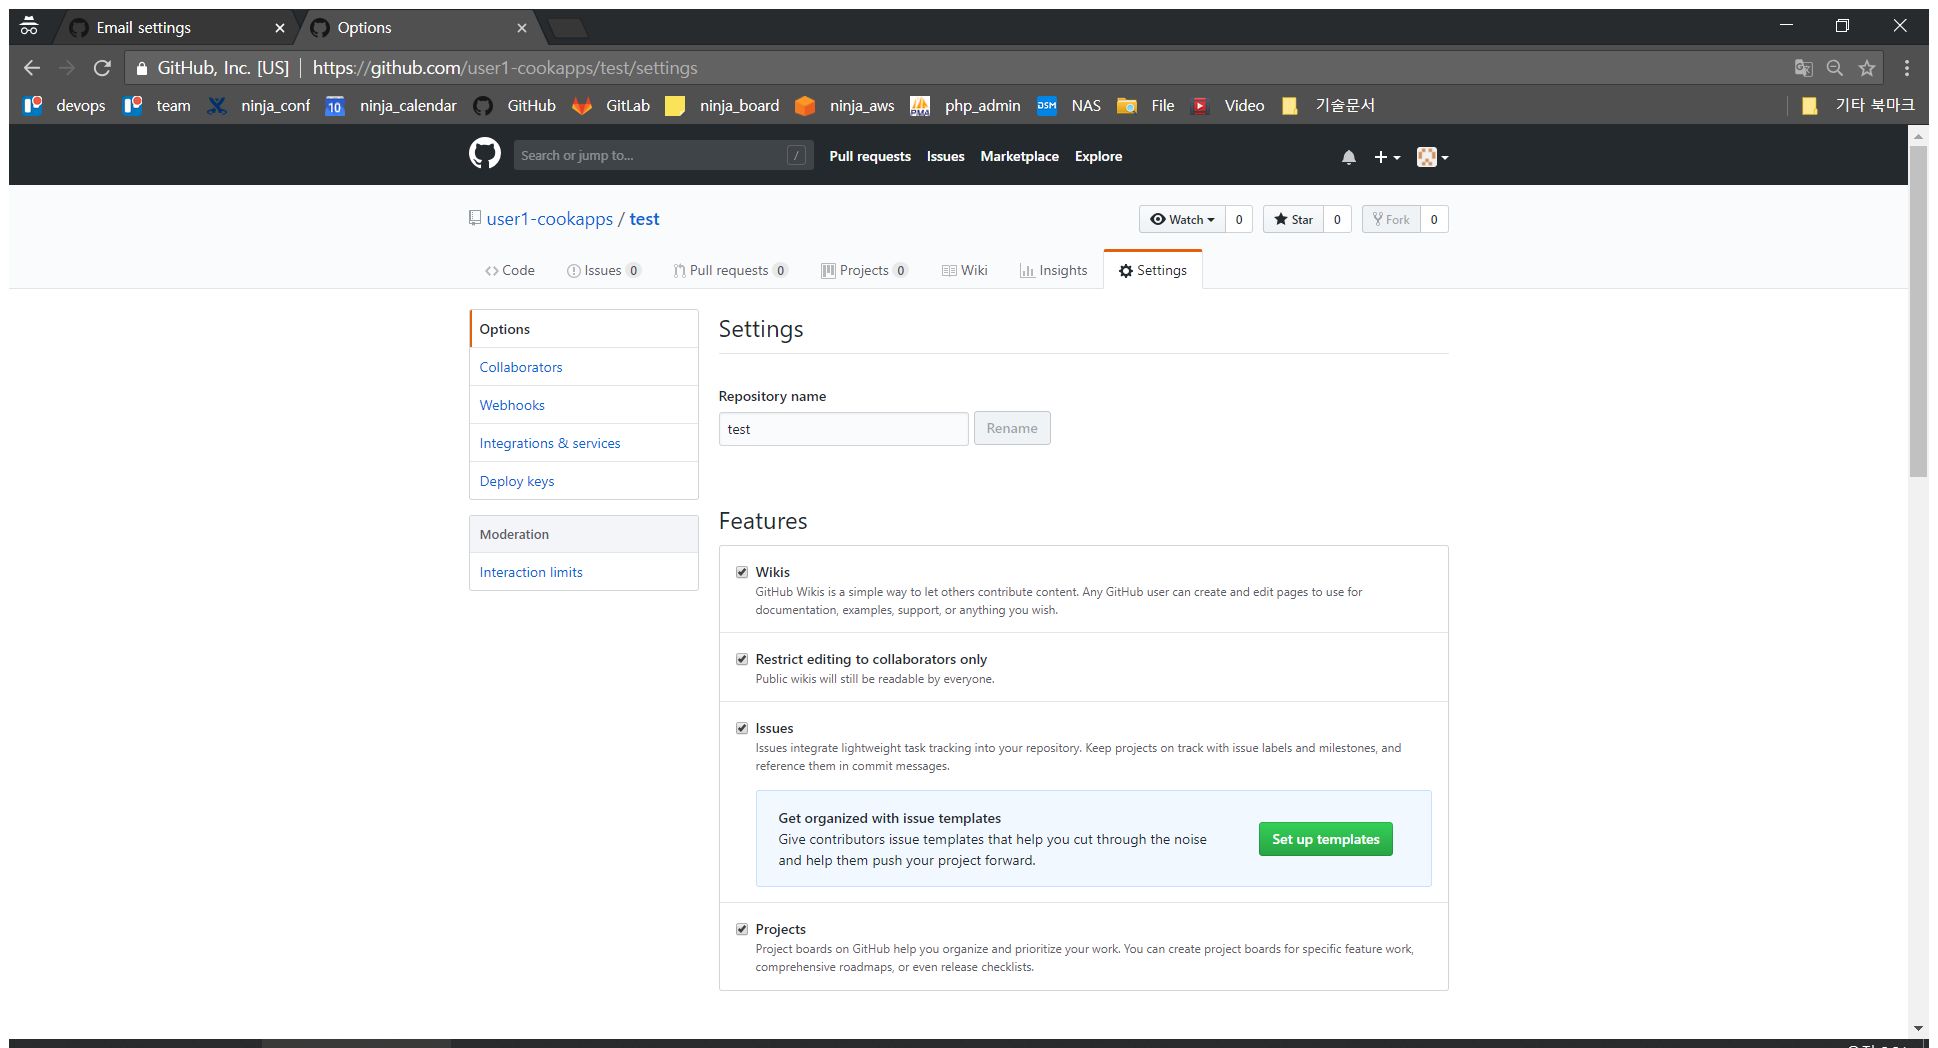 Email settings
Options
GitHub, Inc. [US] https://github.com/user1-cookapps/test/settings
devops team ninja_conf 10 ninja_calendar GitHub GitLab ninja_board ninja_aws PMA php_admin DSM NAS File Video 기술문서 기타 북마크
Search or jump to... / Pull requests Issues Marketplace Explore
user1-cookapps / test
Watch 0 Star 0 Fork 0
Code Issues 0 Pull requests 0 Projects 0 Wiki Insights Settings
Options
Collaborators
Webhooks
Integrations & services
Deploy keys
Moderation
Interaction limits
Settings
Repository name
test Rename
Features
Wikis
GitHub Wikis is a simple way to let others contribute content. Any GitHub user can create and edit pages to use for
documentation, examples, support, or anything you wish.
Restrict editing to collaborators only
Public wikis will still be readable by everyone.
Issues
Issues integrate lightweight task tracking into your repository. Keep projects on track with issue labels and milestones, and
reference them in commit messages.
Get organized with issue templates
Give contributors issue templates that help you cut through the noise
and help them push your project forward.
Set up templates
Projects
Project boards on GitHub help you organize and prioritize your work. You can create project boards for specific feature work,
comprehensive roadmaps, or even release checklists.